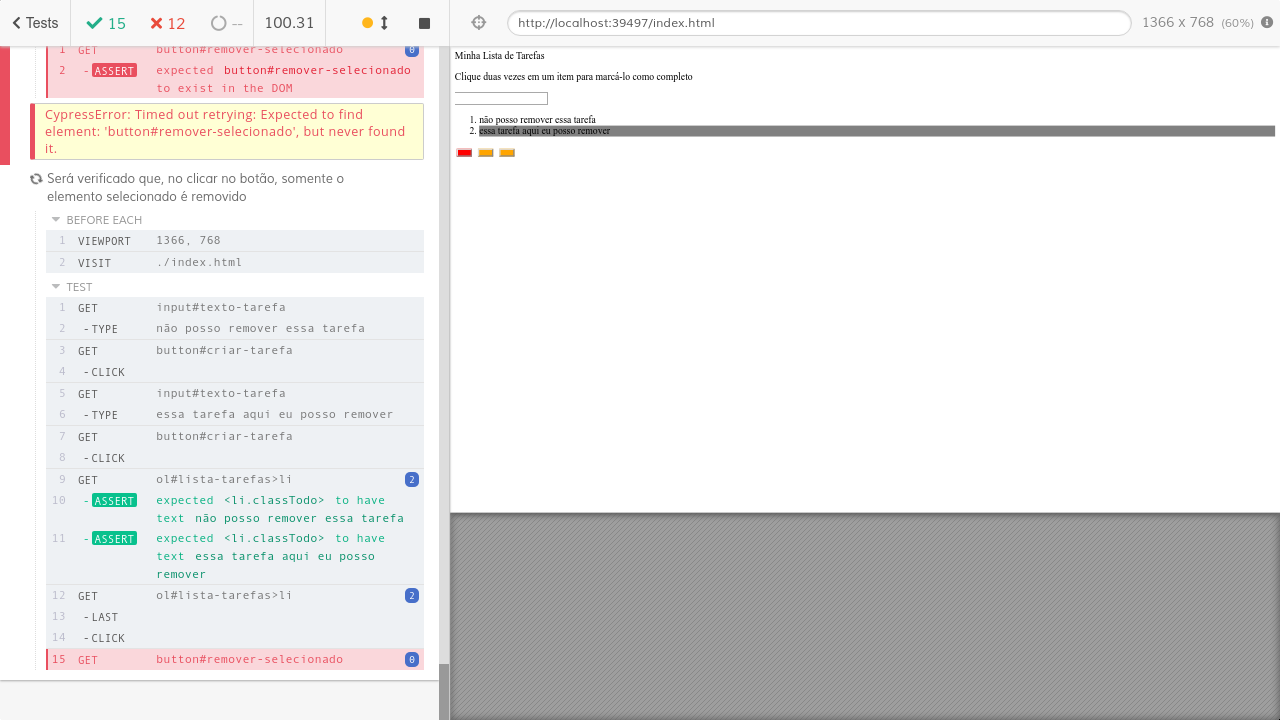 Tests 15 12 -- 100.31 http://localhost:39497/index.html 1366 x 768 (60%)
1 GET button#remover-selecionado 0
2 -ASSERT expected button#remover-selecionado
to exist in the DOM
CypressError: Timed out retrying: Expected to find
element: 'button#remover-selecionado', but never found
it.
Será verificado que, no clicar no botão, somente o
elemento selecionado é removido
BEFORE EACH
1 VIEWPORT 1366, 768
2 VISIT ./index.html
TEST
1 GET input#texto-tarefa
2 -TYPE não posso remover essa tarefa
3 GET button#criar-tarefa
4 -CLICK
5 GET input#texto-tarefa
6 -TYPE essa tarefa aqui eu posso remover
7 GET button#criar-tarefa
8 -CLICK
9 GET ol#lista-tarefas>li 2
10 -ASSERT expected <li.classTodo> to have
text não posso remover essa tarefa
11 -ASSERT expected <li.classTodo> to have
text essa tarefa aqui eu posso
remover
12 GET ol#lista-tarefas>li 2
13 -LAST
14 -CLICK
15 GET button#remover-selecionado 0
Minha Lista de Tarefas
Clique duas vezes em um item para marcá-lo como completo
1. não posso remover essa tarefa
2. essa tarefa aqui eu posso remover